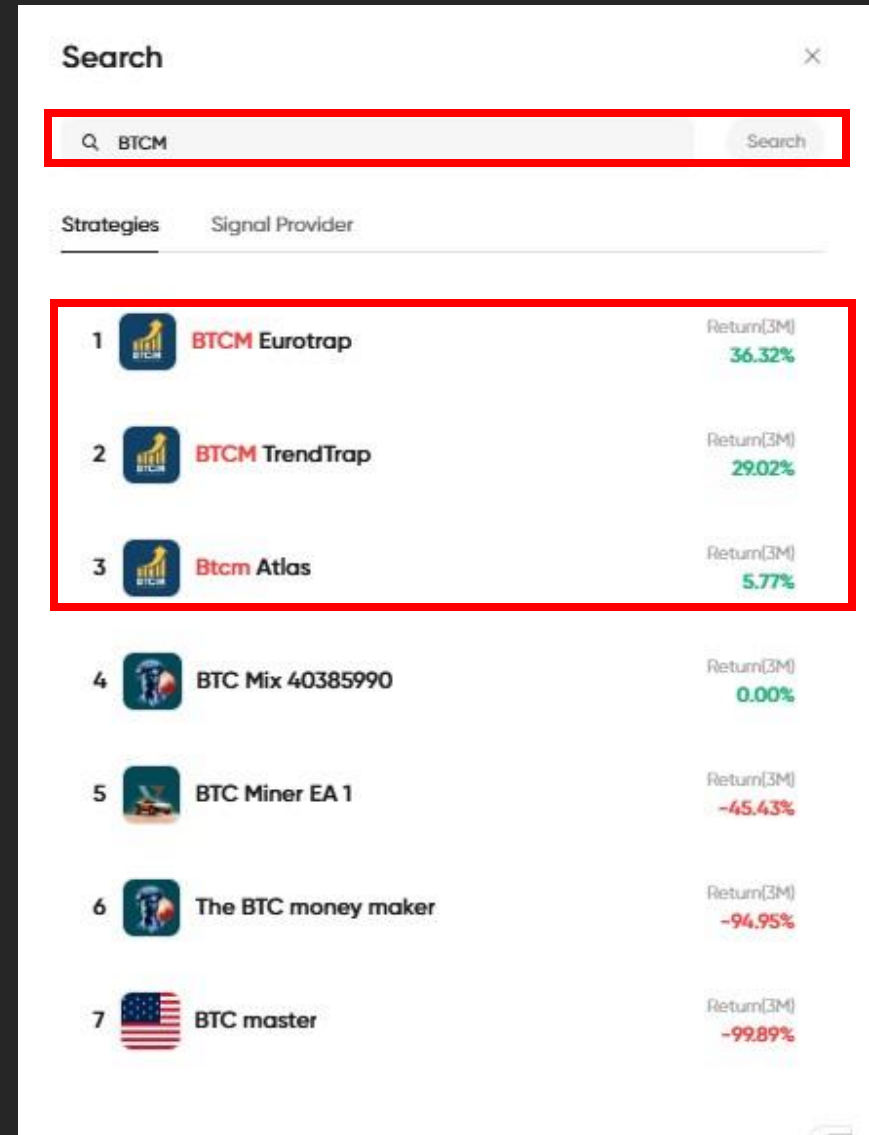 Search
BTCM Search
Strategies Signal Provider
1 BTCM BTCM Eurotrap Return(3M)
36.32%
2 BTCM BTCM TrendTrap Return(3M)
29.02%
3 BTCM Btcm Atlas Return(3M)
5.77%
4 BTC Mix 40385990 Return(3M)
0.00%
5 BTC Miner EA 1 Return(3M)
-45.43%
6 The BTC money maker Return(3M)
-94.95%
7 BTC master Return(3M)
-99.89%